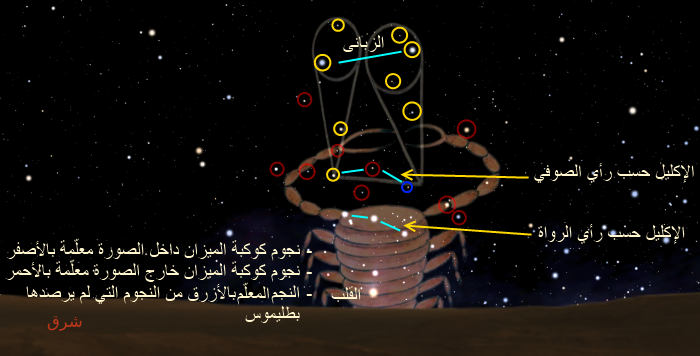 الزبانى
الإكليل حسب رأي الصوفي
الإكليل حسب رأي الرواة
- نجوم كوكبة الميزان داخل الصورة معلّمة بالأصفر
- نجوم كوكبة الميزان خارج الصورة معلّمة بالأحمر
- النجم المعلّم بالأزرق من النجوم التي لم يرصدها
بطليموس
القلب
شرق